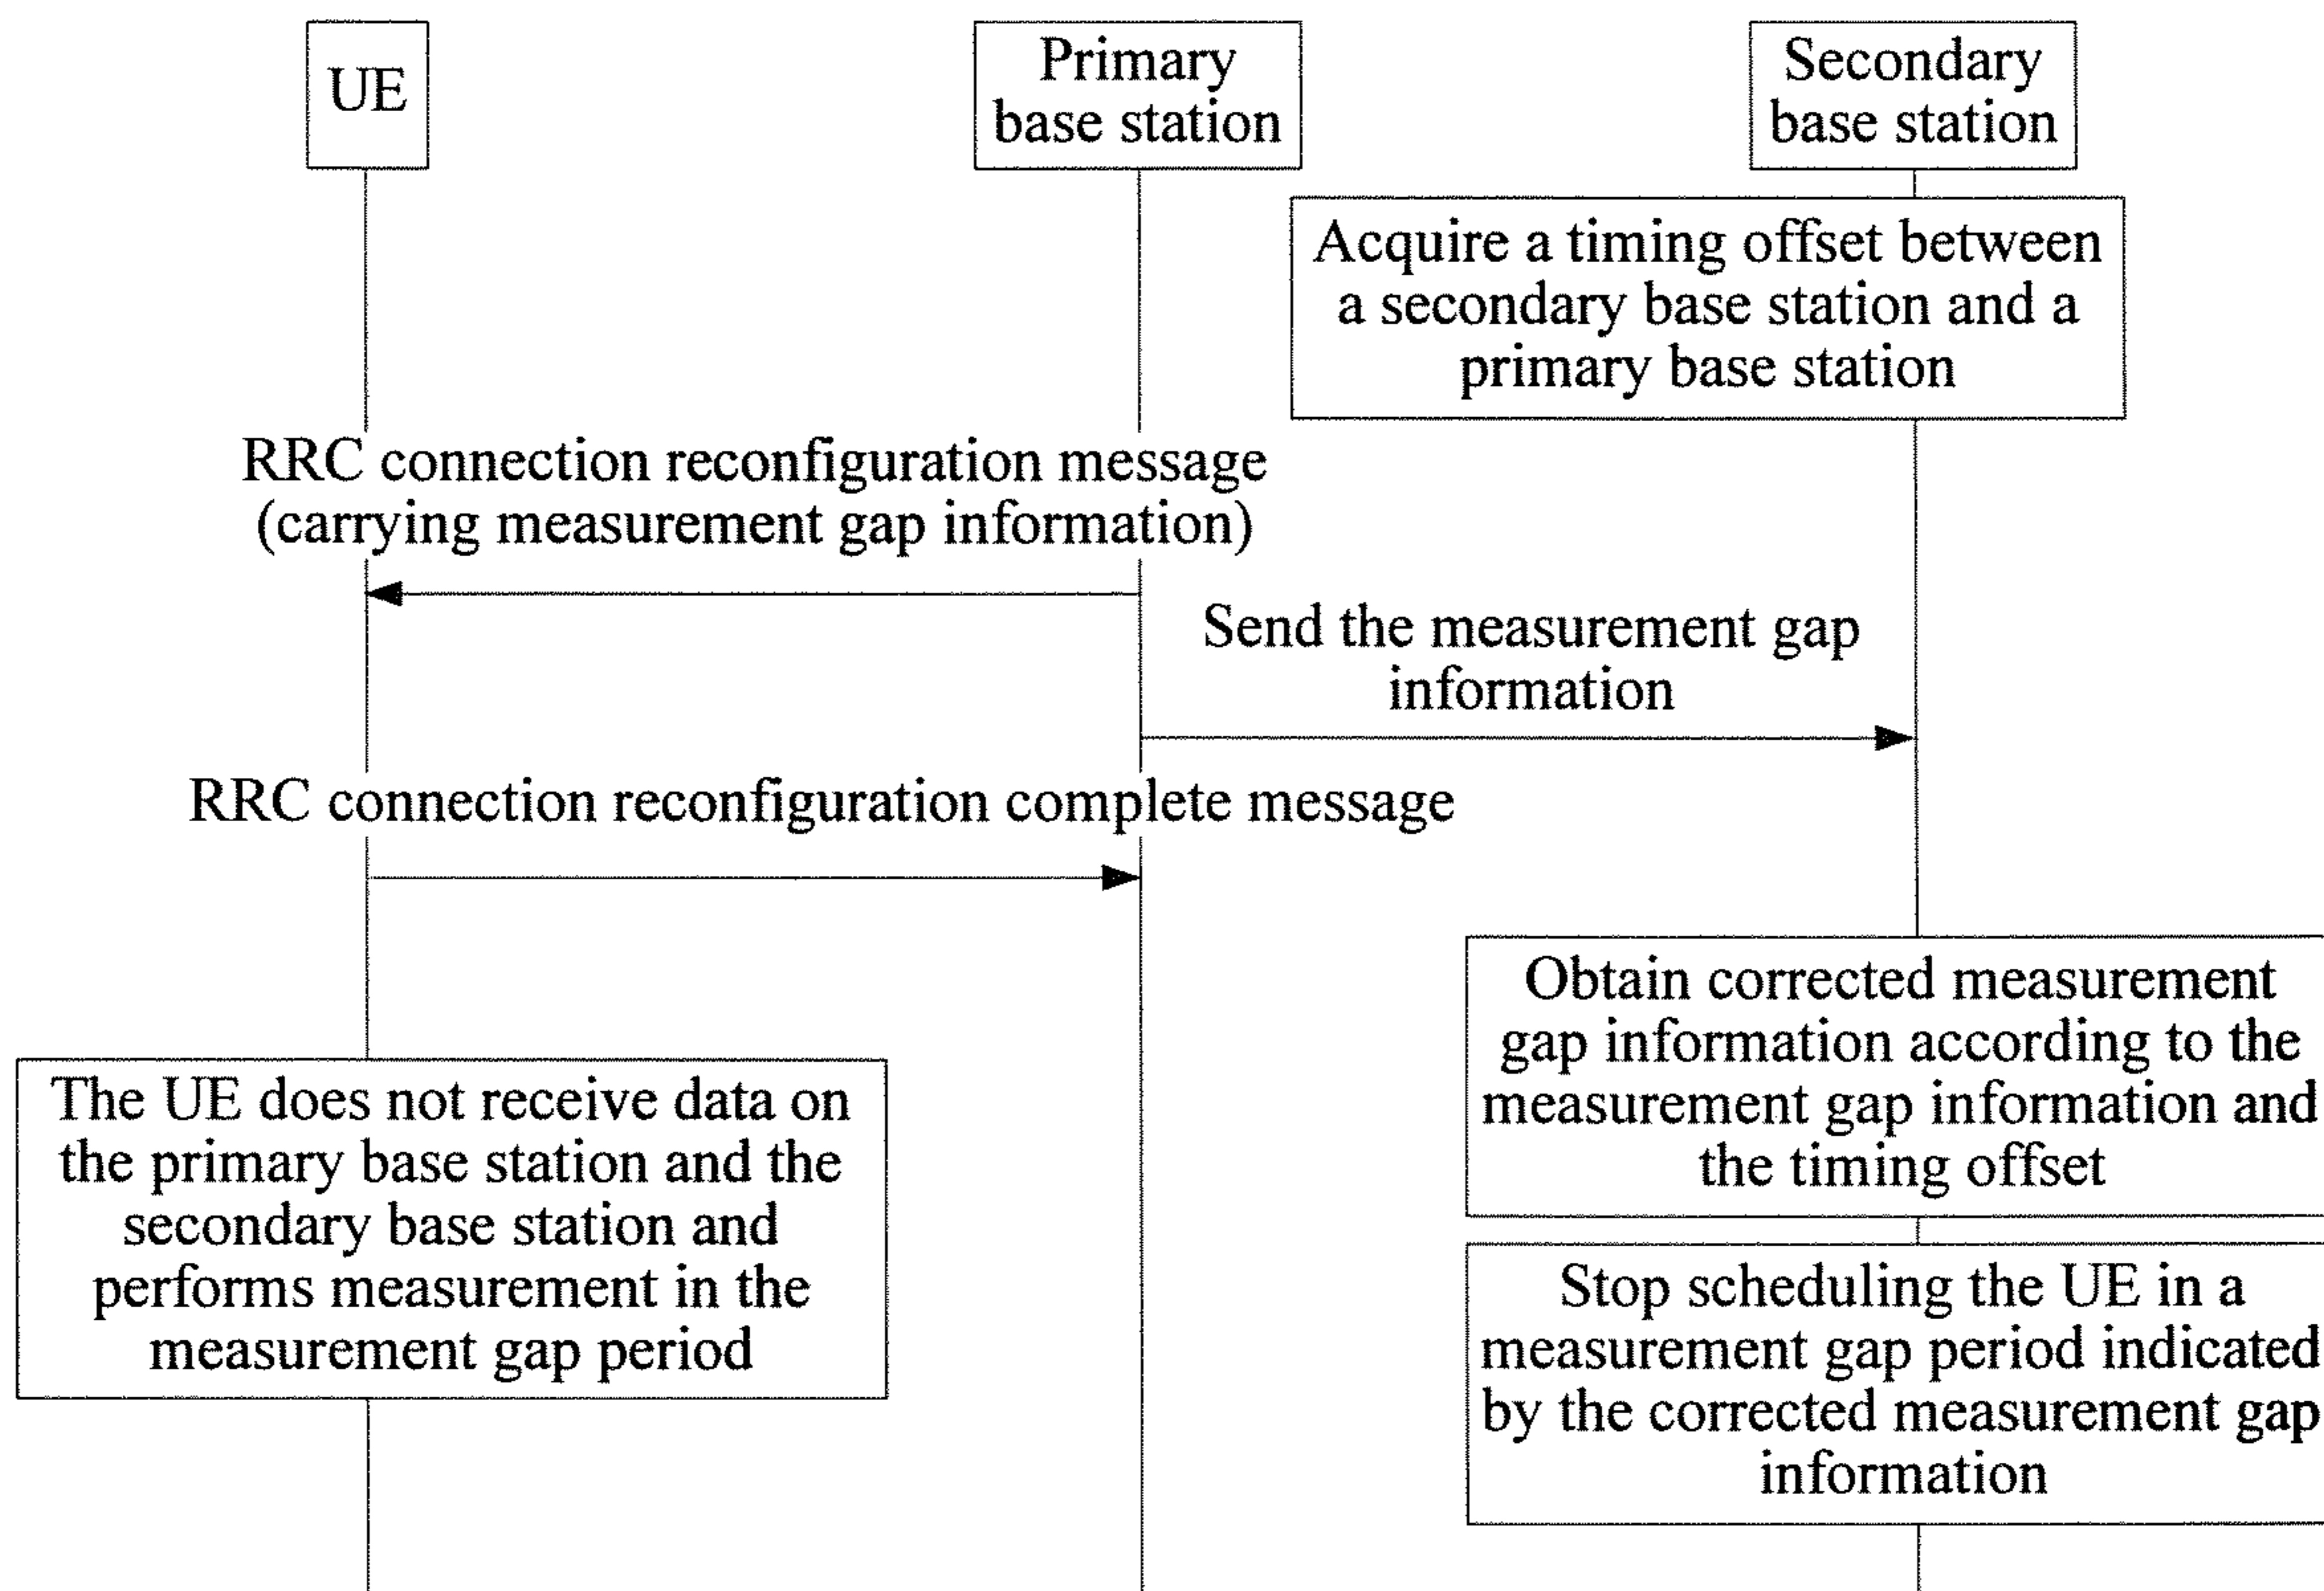 UE
Primary
base station
Secondary
base station
Acquire a timing offset between
a secondary base station and a
primary base station
RRC connection reconfiguration message
(carrying measurement gap information)
Send the measurement gap
information
RRC connection reconfiguration complete message
Obtain corrected measurement
gap information according to the
measurement gap information and
the timing offset
The UE does not receive data on
the primary base station and the
secondary base station and
performs measurement in the
measurement gap period
Stop scheduling the UE in a
measurement gap period indicated
by the corrected measurement gap
information